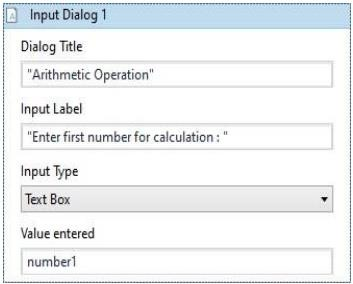 Input Dialog 1
Dialog Title
"Arithmetic Operation"
Input Label
"Enter first number for calculation : "
Input Type
Text Box
Value entered
number1